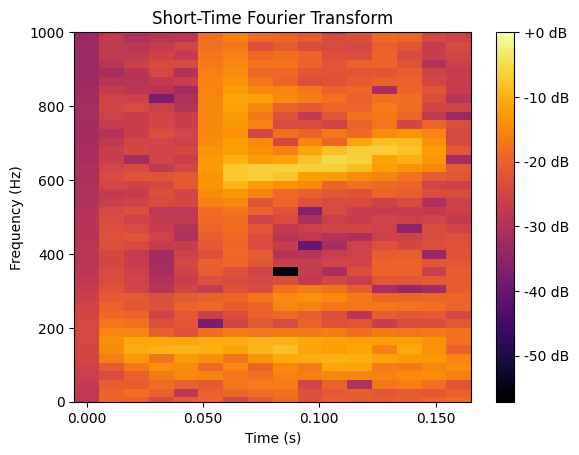 Short-Time Fourier Transform
1000
800
600
400
200
0
Frequency (Hz)
0.000
0.050
0.100
0.150
Time (s)
+0 dB
-10 dB
-20 dB
-30 dB
-40 dB
-50 dB